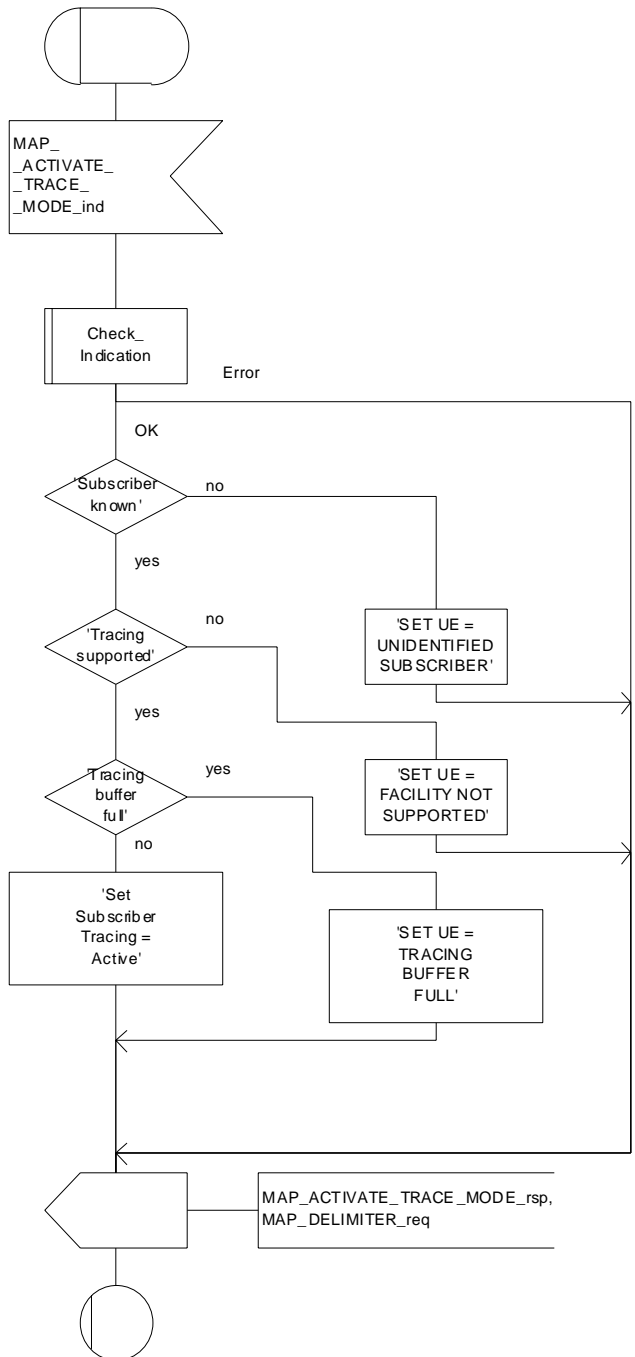 MAP_
_ACTIVATE_
_TRACE_
_MODE_ind
Check_
Indication
Error
OK
'Subscriber
known'
no
yes
'Tracing
supported'
no
'SET UE =
UNIDENTIFIED
SUBSCRIBER'
yes
'Tracing
buffer
full'
yes
'SET UE =
FACILITY NOT
SUPPORTED'
no
'Set
Subscriber
Tracing =
Active'
'SET UE =
TRACING
BUFFER
FULL'
MAP_ACTIVATE_TRACE_MODE_rsp,
MAP_DELIMITER_req